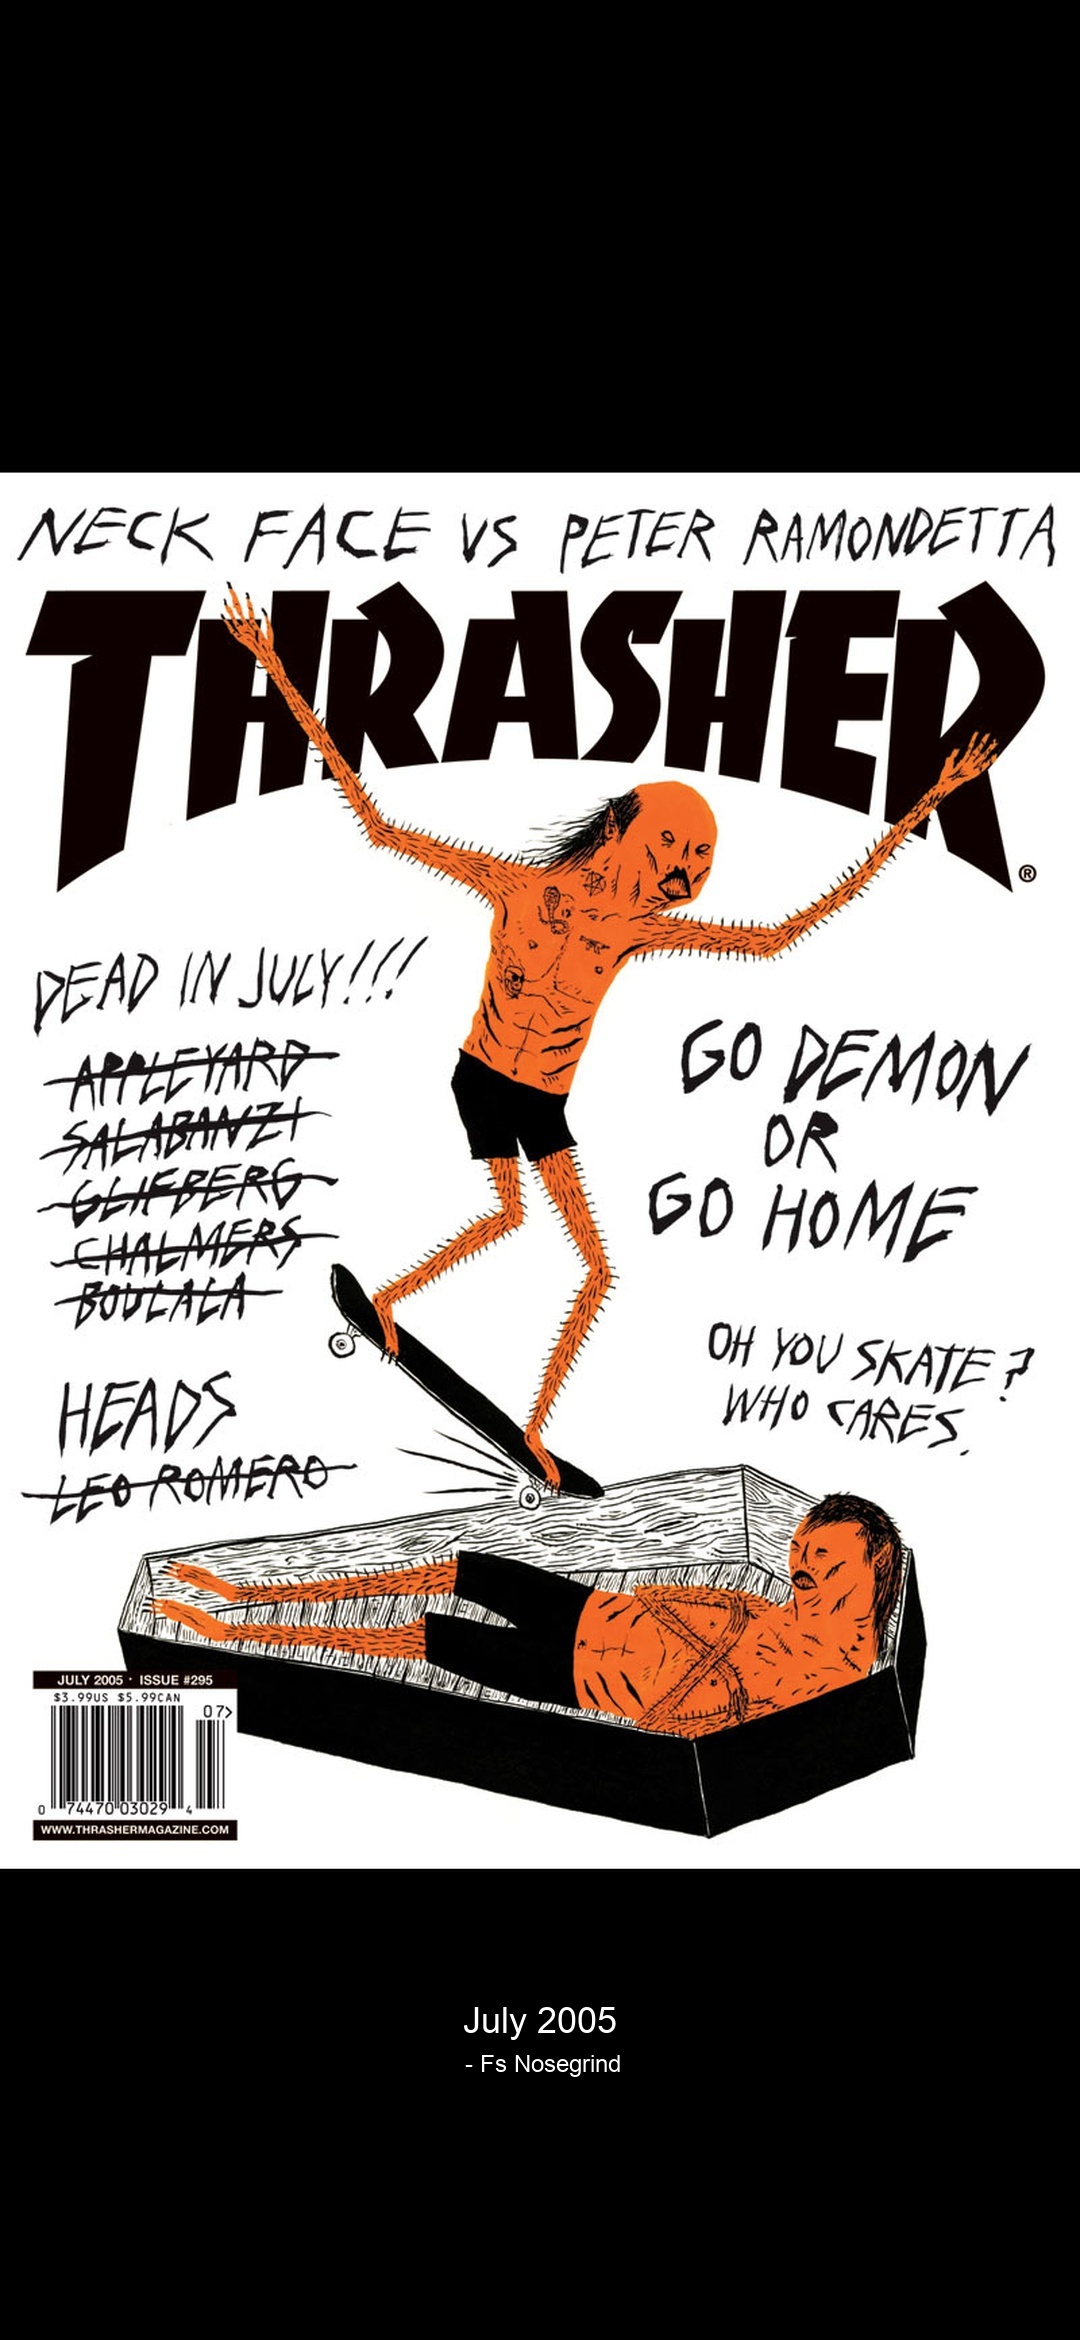 NECK FACE VS PETER RAMONDETTA
THRASHER
®
DEAD IN JULY!!!
APPLEYARD
SALABANZI
GLIFBERG
CHALMERS
BOULALA
HEADS
LEO ROMERO
GO DEMON
OR
GO HOME
OH YOU SKATE?
WHO CARES.
JULY 2005 · ISSUE #295
$3.99US $5.99CAN
07>
0 74470 03029 4
WWW.THRASHERMAGAZINE.COM
July 2005
- Fs Nosegrind